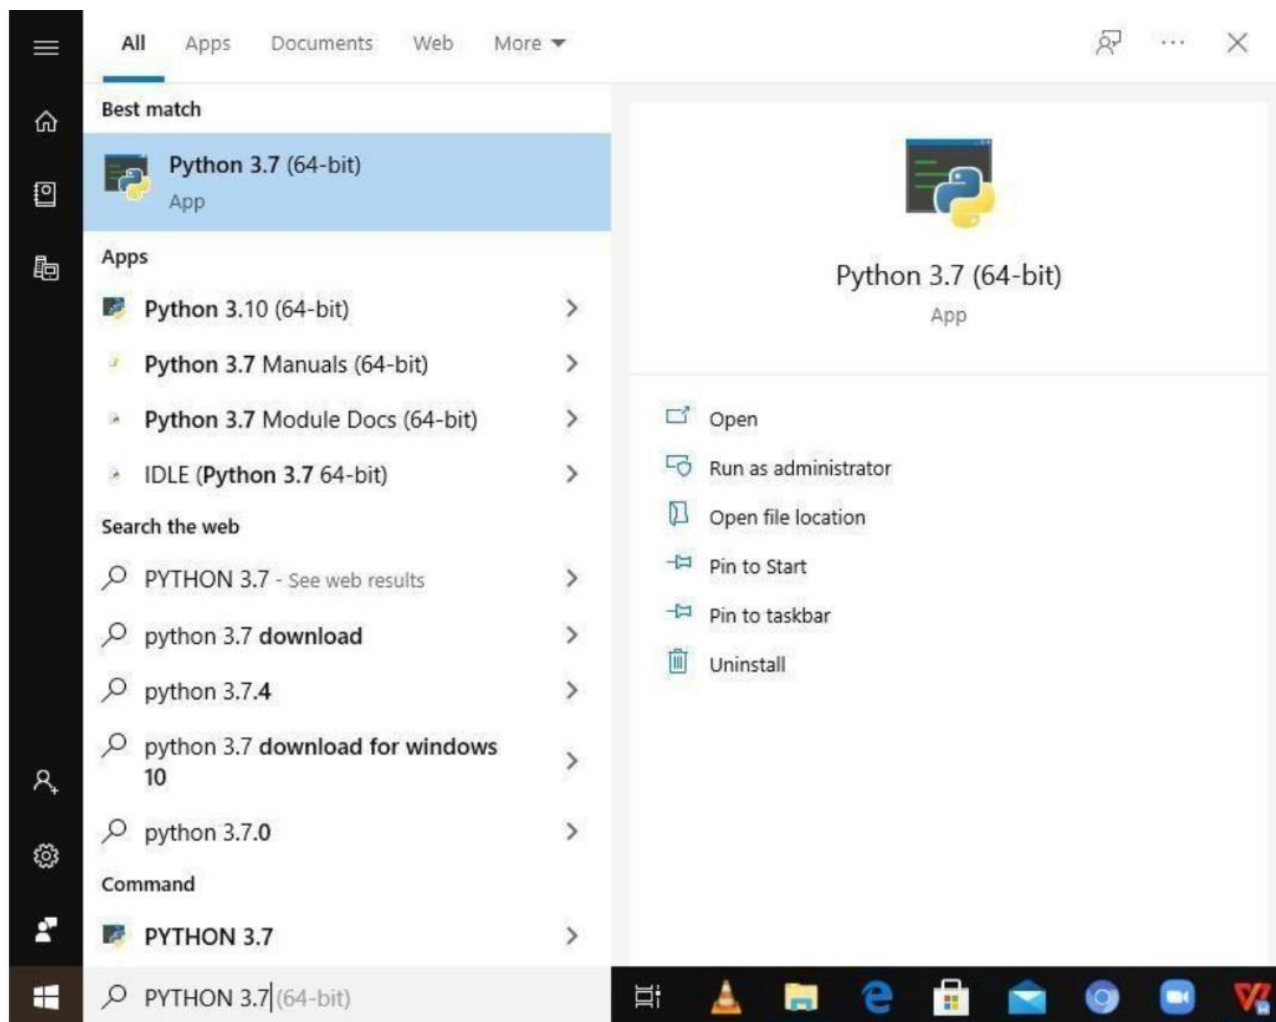 All Apps Documents Web More
Best match
Python 3.7 (64-bit)
App
Apps
Python 3.10 (64-bit)
Python 3.7 Manuals (64-bit)
Python 3.7 Module Docs (64-bit)
IDLE (Python 3.7 64-bit)
Search the web
PYTHON 3.7 - See web results
python 3.7 download
python 3.7.4
python 3.7 download for windows
10
python 3.7.0
Command
PYTHON 3.7
PYTHON 3.7 (64-bit)
Python 3.7 (64-bit)
App
Open
Run as administrator
Open file location
Pin to Start
Pin to taskbar
Uninstall